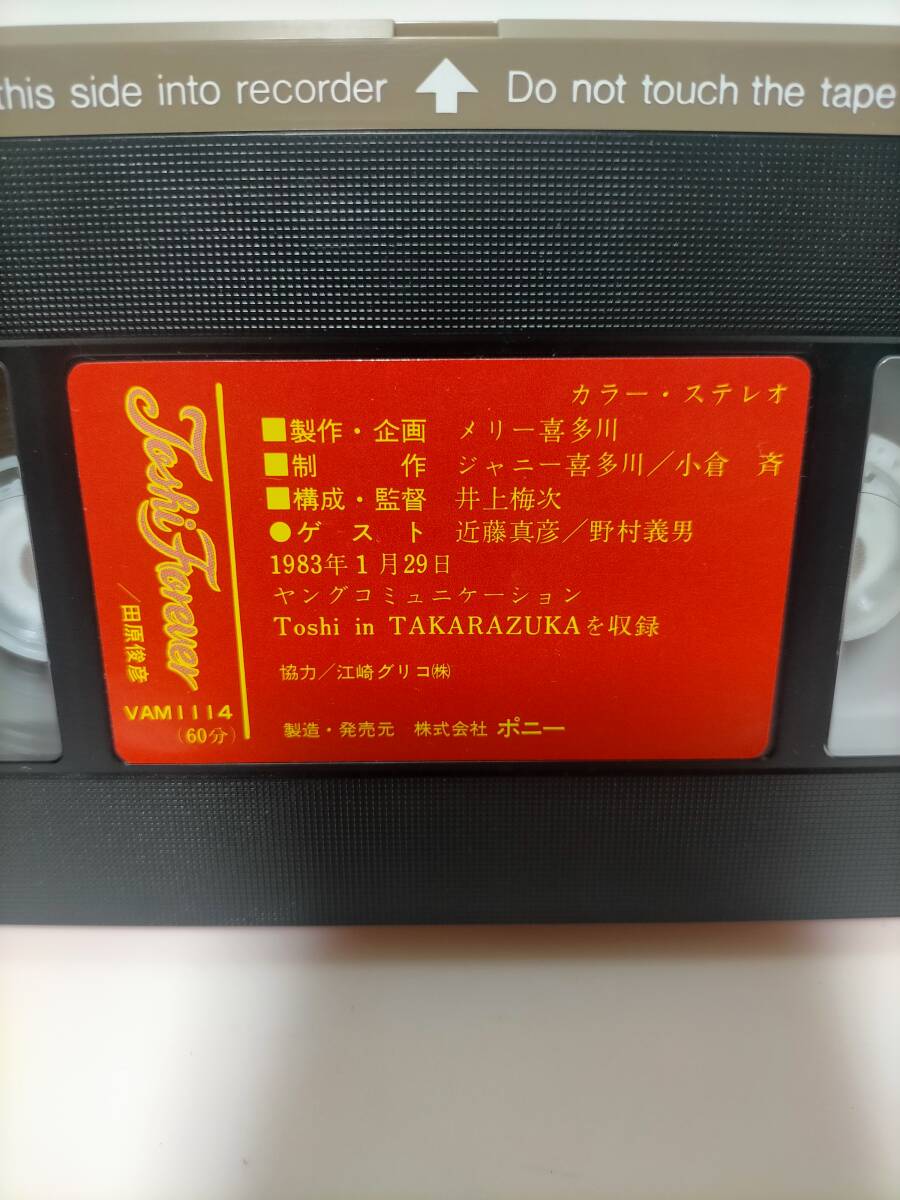 this side into recorder Do not touch the tape
Toshi Forever
／田原俊彦
VAM1114
(60分)
カラー・ステレオ
■製作・企画 メリー喜多川
■制 作 ジャニー喜多川／小倉 斉
■構成・監督 井上梅次
●ゲスト 近藤真彦／野村義男
1983年1月29日
ヤングコミュニケーション
Toshi in TAKARAZUKAを収録
協力／江崎グリコ㈱
製造・発売元 株式会社 ポニー